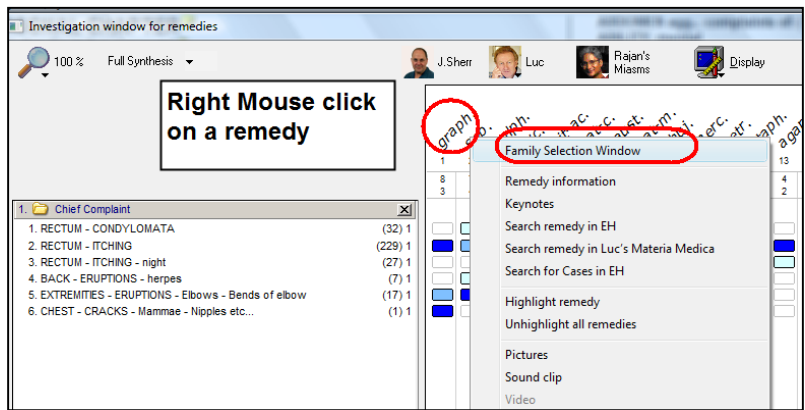 Investigation window for remedies
100 % Full Synthesis J.Sherr Luc Rajan's Miasms Display
Right Mouse click
on a remedy
graph.
1
13
8
3
4
2
agar
Family Selection Window
Remedy information
Keynotes
Search remedy in EH
Search remedy in Luc's Materia Medica
Search for Cases in EH
Highlight remedy
Unhighlight all remedies
Pictures
Sound clip
Video
1. Chief Complaint
1. RECTUM - CONDYLOMATA (32) 1
2. RECTUM - ITCHING (229) 1
3. RECTUM - ITCHING - night (27) 1
4. BACK - ERUPTIONS - herpes (7) 1
5. EXTREMITIES - ERUPTIONS - Elbows - Bends of elbow (17) 1
6. CHEST - CRACKS - Mammae - Nipples etc... (1) 1